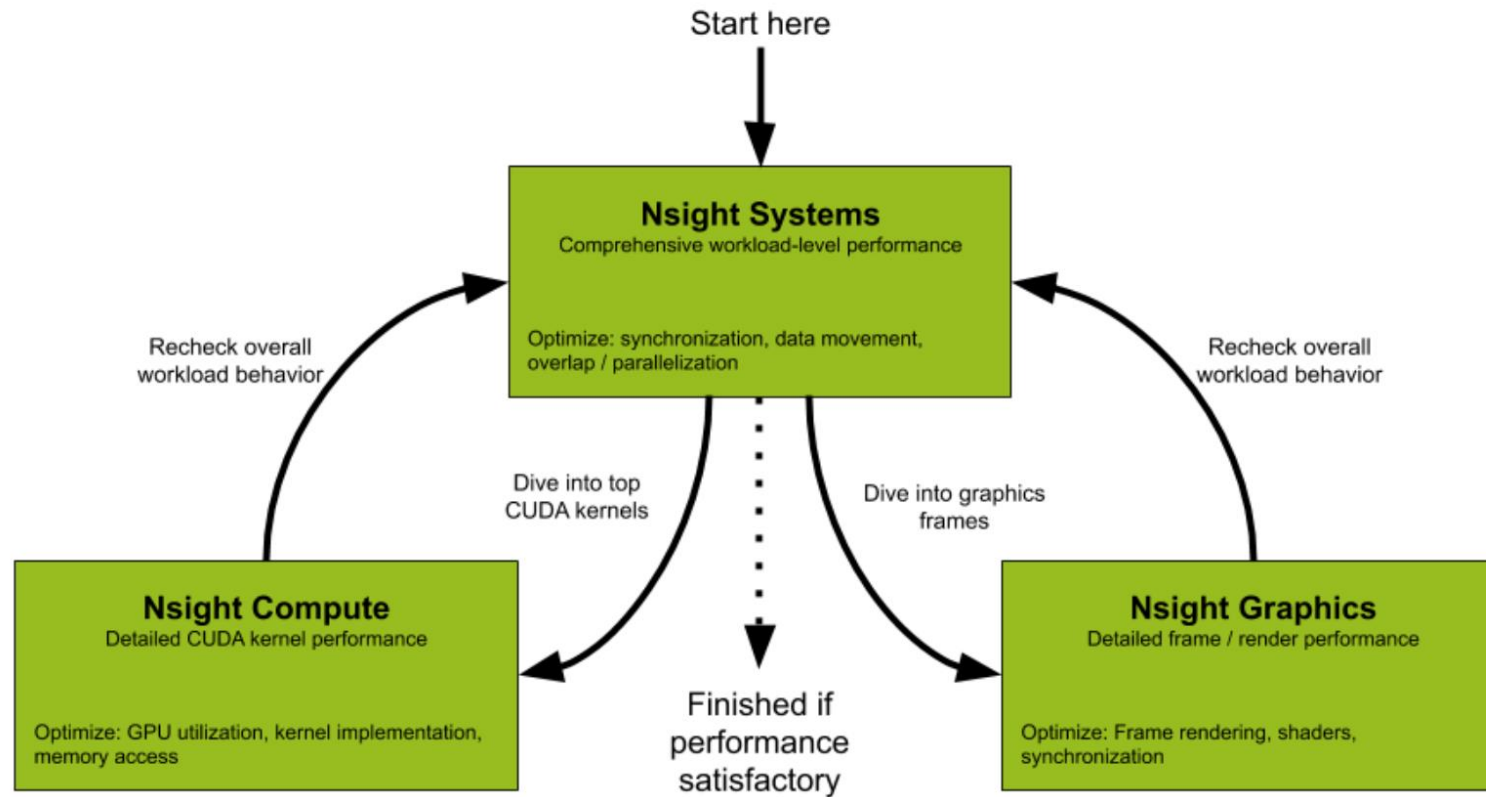 Start here
Nsight Systems
Comprehensive workload-level performance
Optimize: synchronization, data movement,
overlap / parallelization
Recheck overall
workload behavior
Recheck overall
workload behavior
Dive into top
CUDA kernels
Dive into graphics
frames
Nsight Compute
Detailed CUDA kernel performance
Optimize: GPU utilization, kernel implementation,
memory access
Finished if
performance
satisfactory
Nsight Graphics
Detailed frame / render performance
Optimize: Frame rendering, shaders,
synchronization